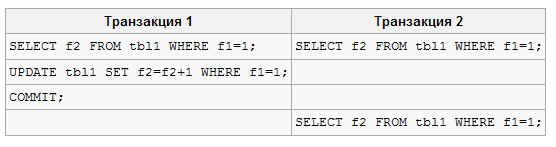 Транзакция 1 Транзакция 2
SELECT f2 FROM tbl1 WHERE f1=1; SELECT f2 FROM tbl1 WHERE f1=1;
UPDATE tbl1 SET f2=f2+1 WHERE f1=1;
COMMIT;
SELECT f2 FROM tbl1 WHERE f1=1;